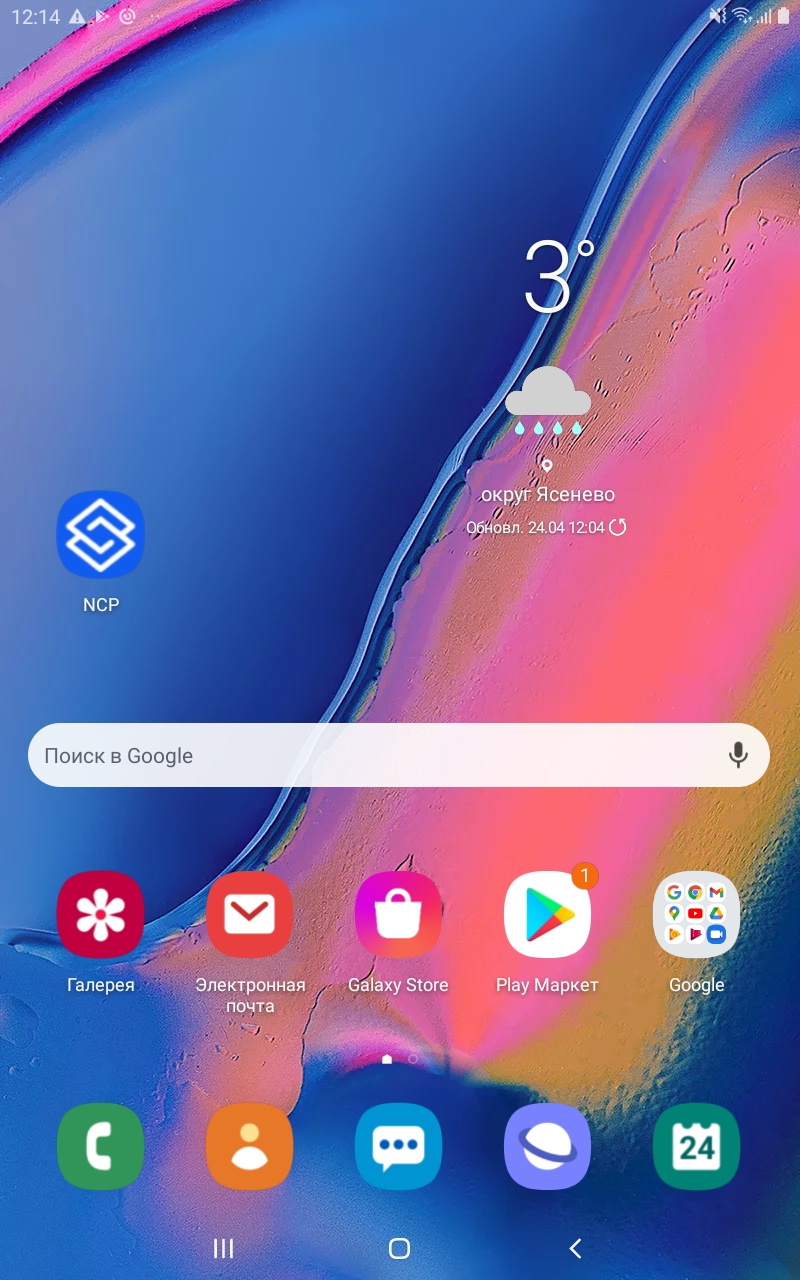 12:14
3°
округ Ясенево
Обновл. 24.04 12:04
NCP
Поиск в Google
1
Галерея
Электронная
почта
Galaxy Store
Play Маркет
Google
24